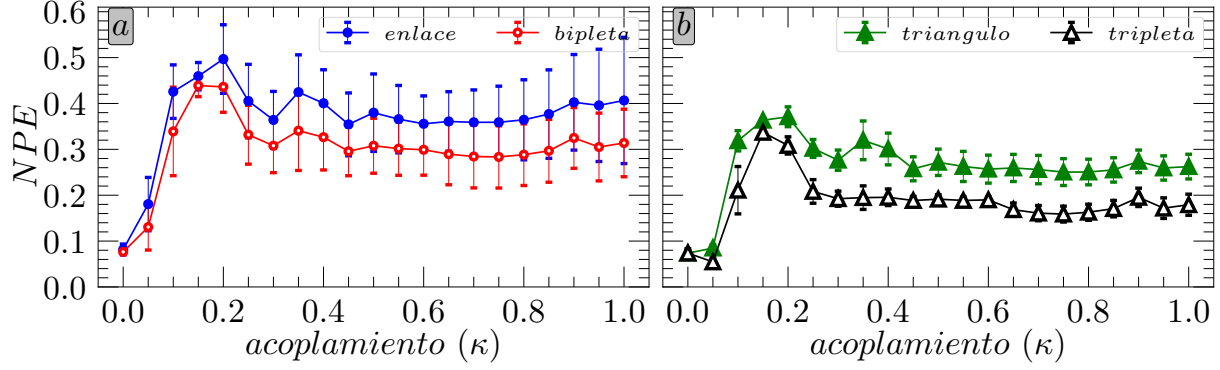 a
enlace bipleta
NPE
0.6
0.5
0.4
0.3
0.2
0.1
0.0
0.0 0.2 0.4 0.6 0.8 1.0
acoplamiento (κ)
b
triangulo tripleta
0.0 0.2 0.4 0.6 0.8 1.0
acoplamiento (κ)